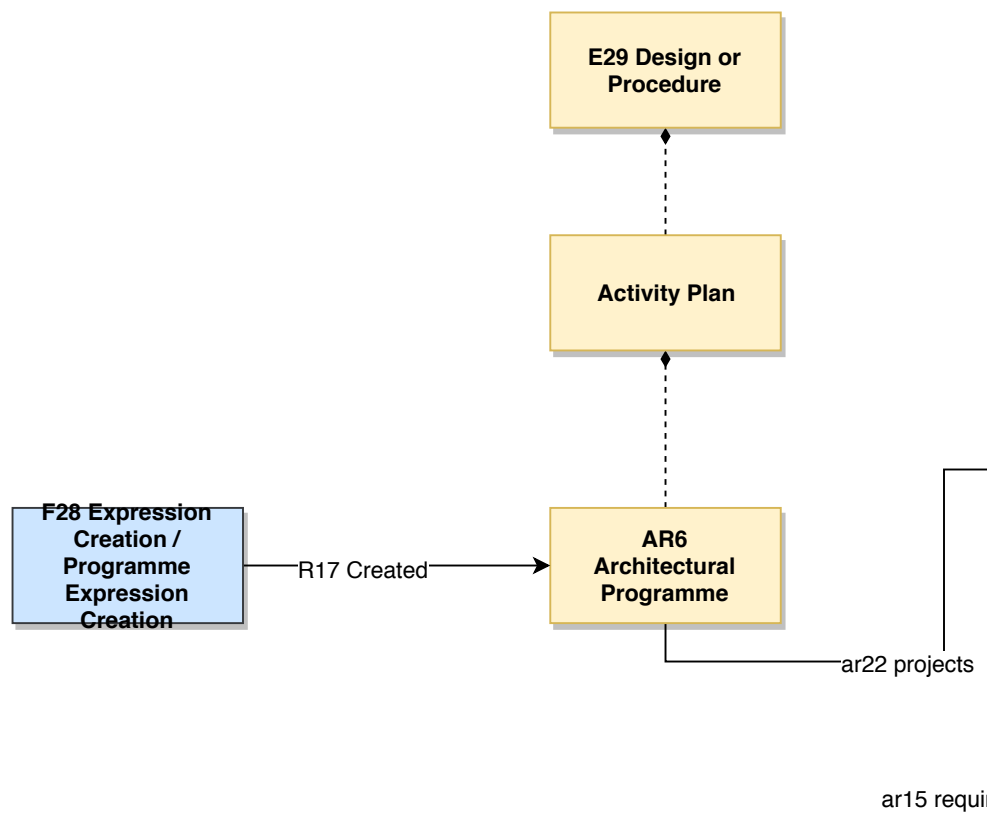 E29 Design or
Procedure
Activity Plan
F28 Expression
Creation /
Programme
Expression
Creation
R17 Created
AR6
Architectural
Programme
ar22 projects
ar15